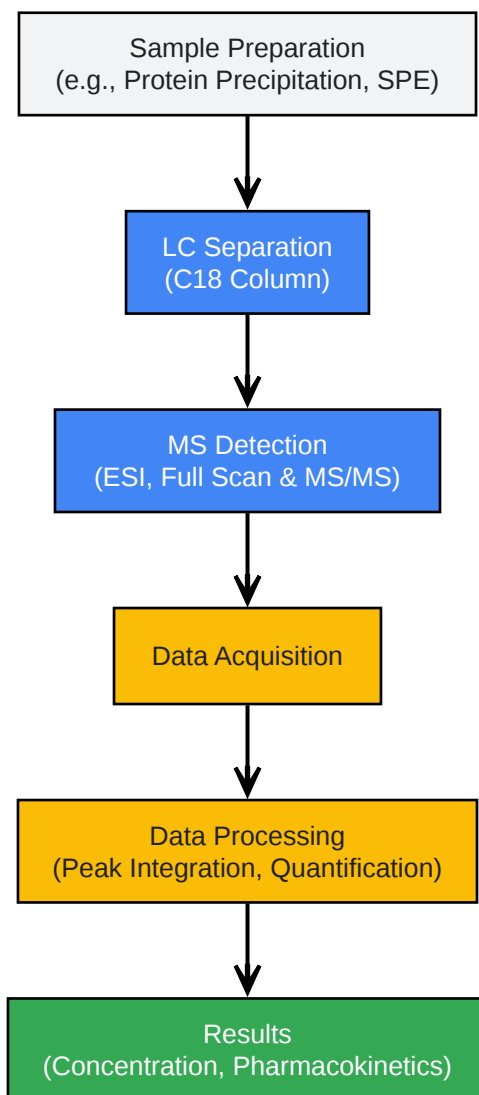 Sample Preparation
(e.g., Protein Precipitation, SPE)
LC Separation
(C18 Column)
MS Detection
(ESI, Full Scan & MS/MS)
Data Acquisition
Data Processing
(Peak Integration, Quantification)
Results
(Concentration, Pharmacokinetics)